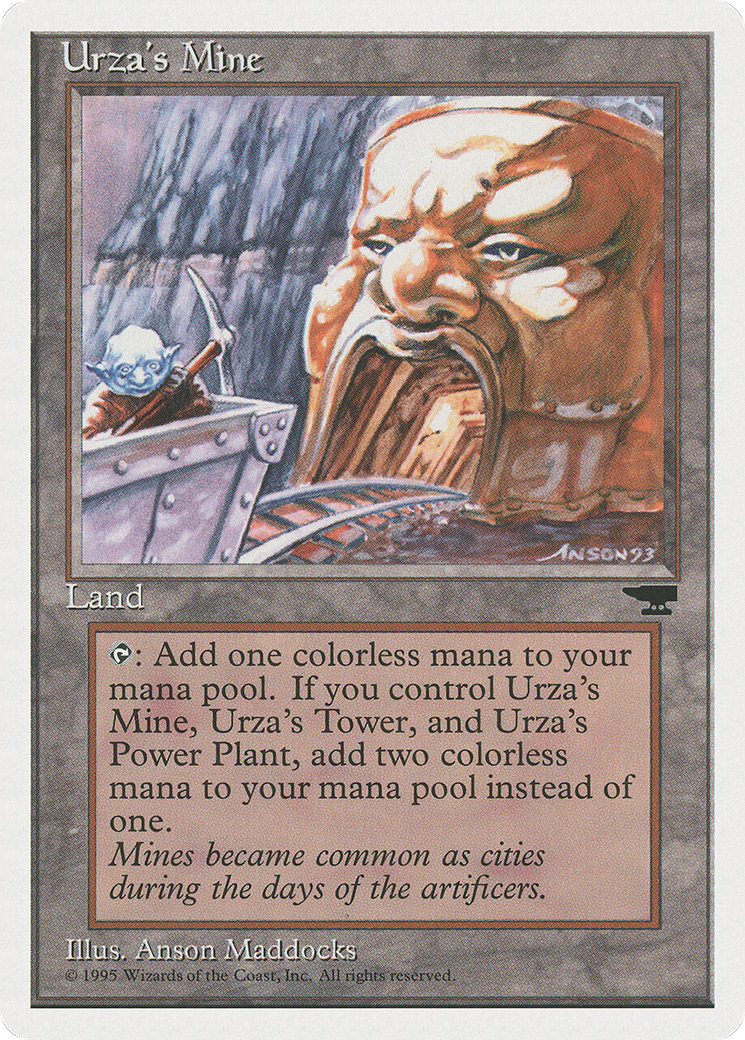 Urza's Mine
ANSON93
Land
: Add one colorless mana to your
mana pool. If you control Urza's
Mine, Urza's Tower, and Urza's
Power Plant, add two colorless
mana to your mana pool instead of
one.
Mines became common as cities
during the days of the artificers.
Illus. Anson Maddocks
© 1995 Wizards of the Coast, Inc. All rights reserved.